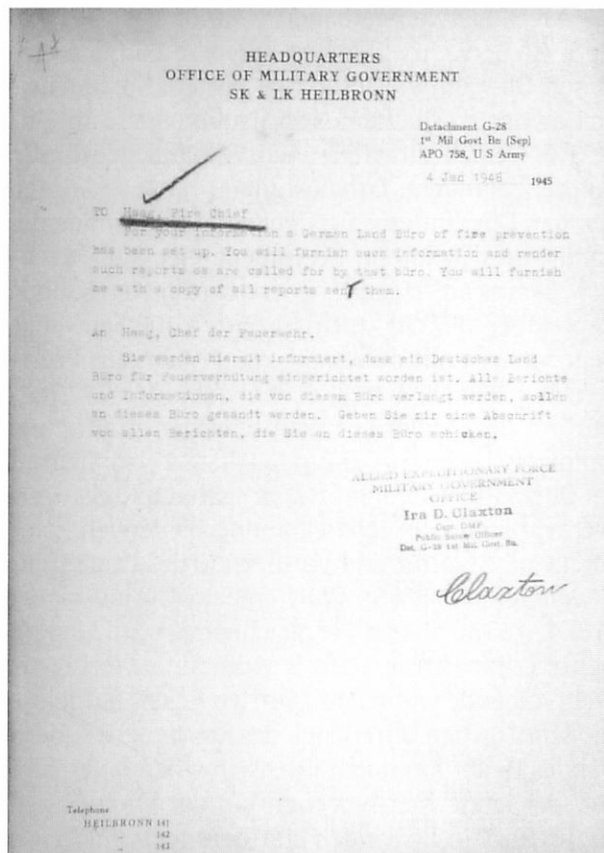 HEADQUARTERS
OFFICE OF MILITARY GOVERNMENT
SK & LK HEILBRONN
Detachment G-28
1st Mil Govt Bn (Sep)
APO 758, U S Army
4 Jan 1946 1945
TO Haag, Fire Chief
For your information a German Land Büro of fire prevention
has been set up. You will furnish such information and render
such reports as are called for by that büro. You will furnish
me with a copy of all reports sent them.
An Haag, Chef der Feuerwehr.
Sie werden hiermit informiert, dass ein Deutsches Land
Büro für Feuerverhütung eingerichtet worden ist. Alle Berichte
und Informationen, die von diesem Büro verlangt werden, sollen
an dieses Büro gesandt werden. Geben Sie mir eine Abschrift
von allen Berichten, die Sie an dieses Büro schicken.
ALLIED EXPEDITIONARY FORCE
MILITARY GOVERNMENT
OFFICE
Ira D. Claxton
Capt. CMP
Public Safety Officer
Det. G-28 1st Mil. Govt. Bn.
Claxton
Telephone
HEILBRONN 141
„ 142
„ 143